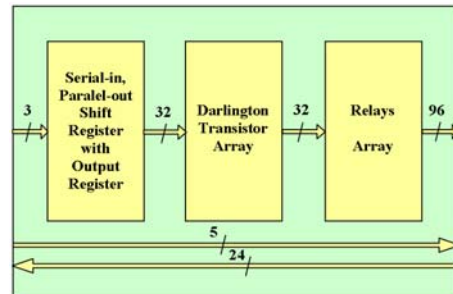 3
Serial-in,
Paralel-out
Shift
Register
with
Output
Register
32
Darlington
Transistor
Array
32
Relays
Array
96
5
24